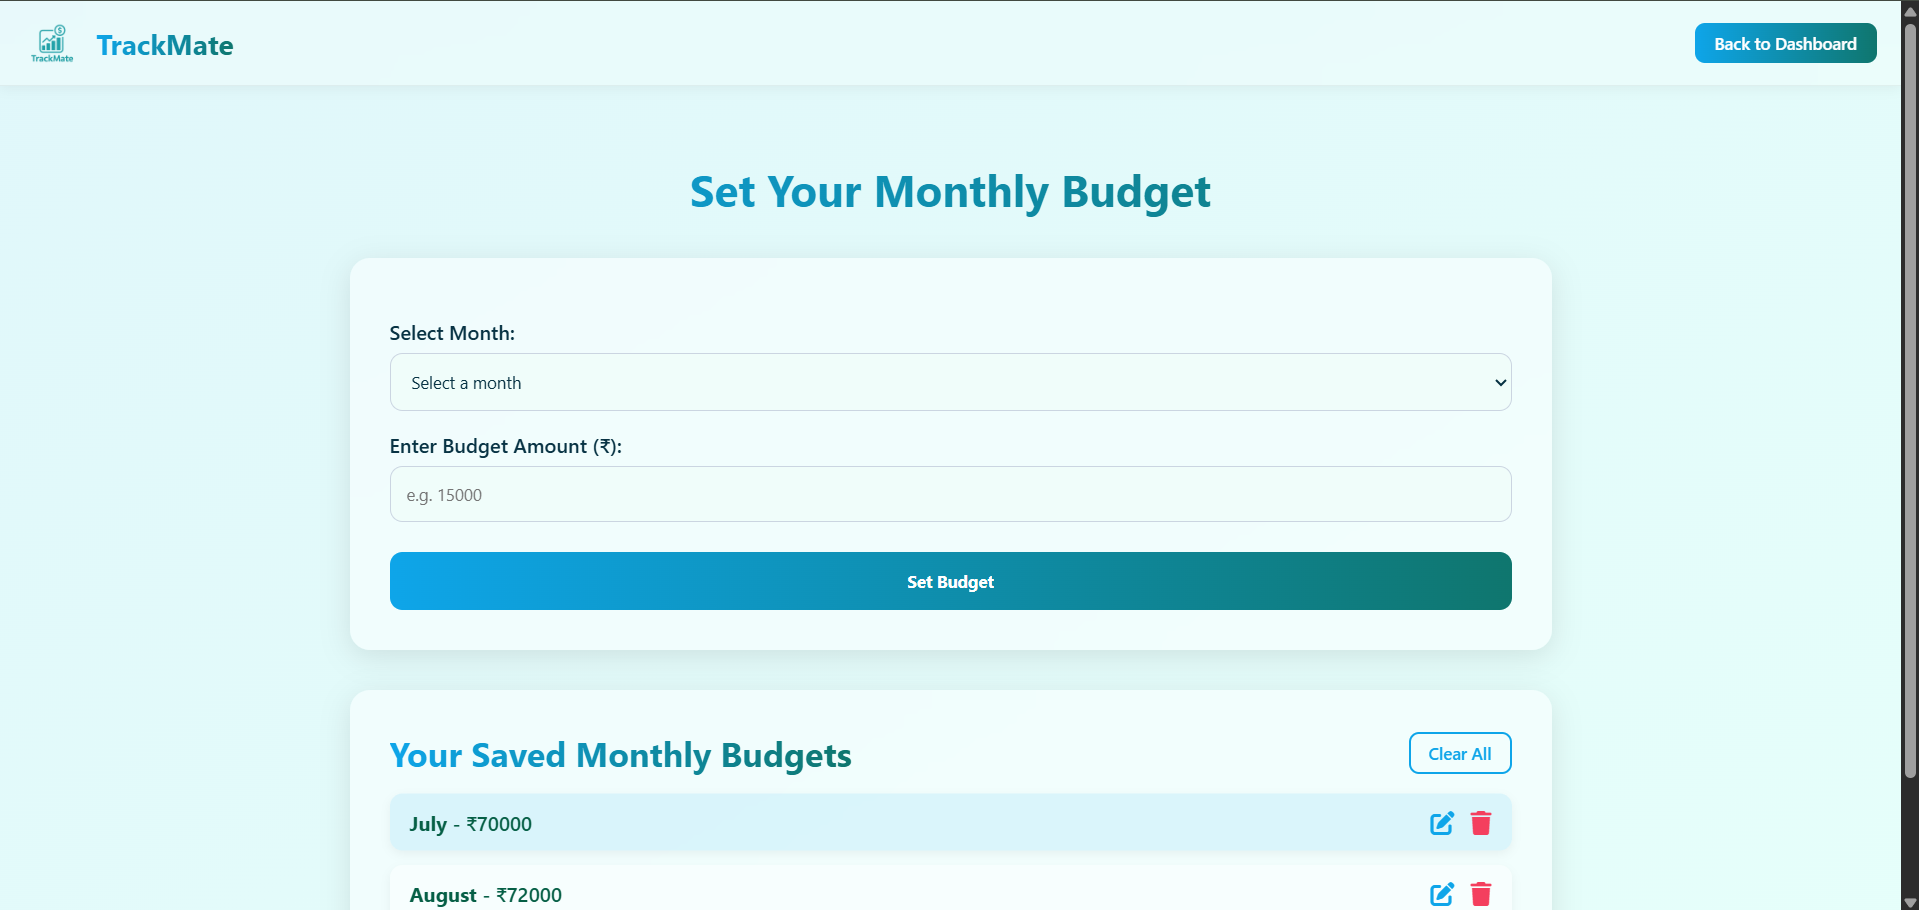 TrackMate
TrackMate
Back to Dashboard
Set Your Monthly Budget
Select Month:
Select a month
Enter Budget Amount (₹):
e.g. 15000
Set Budget
Your Saved Monthly Budgets
Clear All
July - ₹70000
August - ₹72000